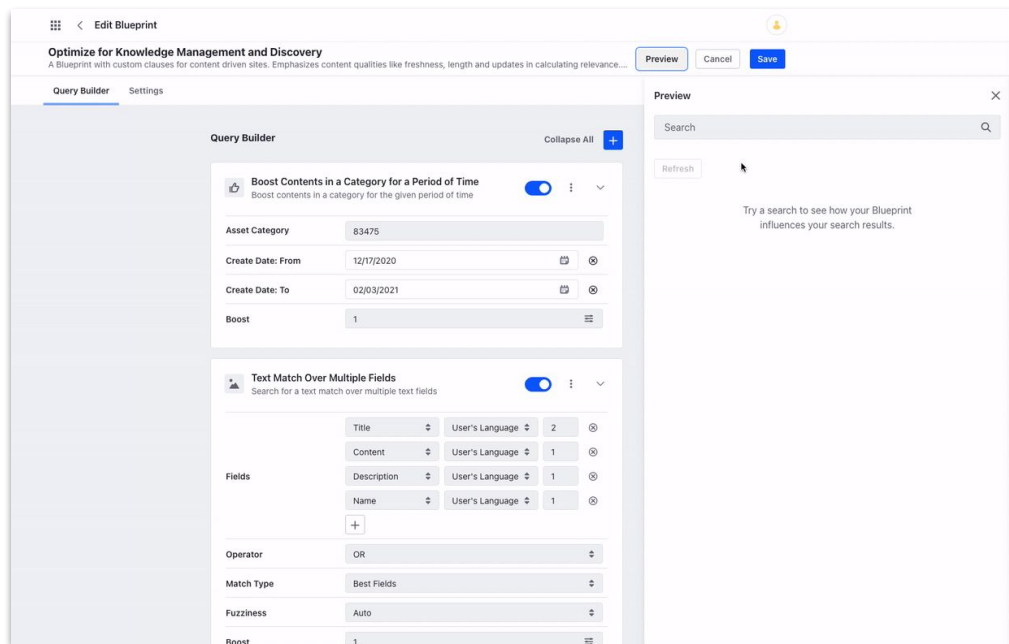 Edit Blueprint
Optimize for Knowledge Management and Discovery
A Blueprint with custom clauses for content driven sites. Emphasizes content qualities like freshness, length and updates in calculating relevance....
Preview
Cancel
Save
Query Builder
Settings
Preview
Search
Refresh
Try a search to see how your Blueprint
influences your search results.
Query Builder
Collapse All
Boost Contents in a Category for a Period of Time
Boost contents in a category for the given period of time
Asset Category 83475
Create Date: From 12/17/2020
Create Date: To 02/03/2021
Boost 1
Text Match Over Multiple Fields
Search for a text match over multiple text fields
Fields
Title User's Language 2
Content User's Language 1
Description User's Language 1
Name User's Language 1
Operator OR
Match Type Best Fields
Fuzziness Auto
Boost 1